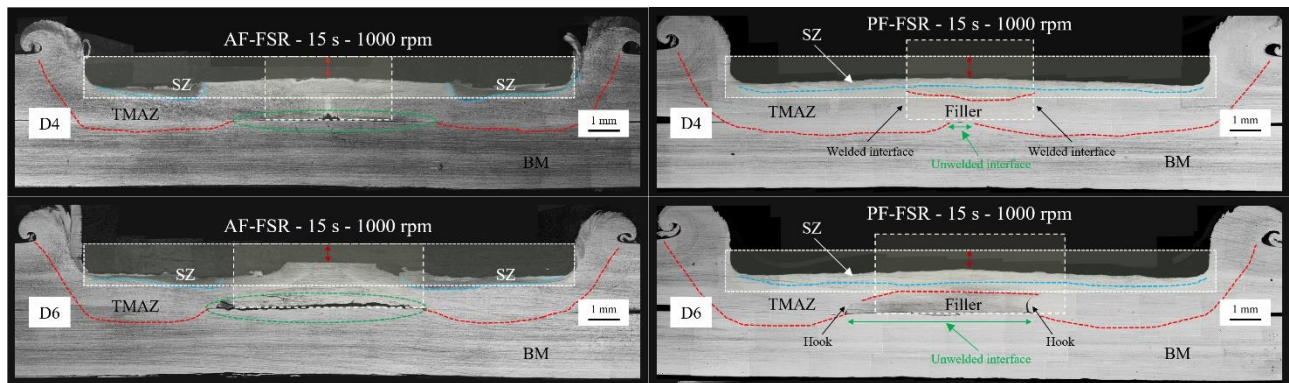 AF-FSR - 15 s - 1000 rpm
SZ
SZ
TMAZ
D4
1 mm
BM
PF-FSR - 15 s - 1000 rpm
SZ
TMAZ
Filler
D4
1 mm
Welded interface
Welded interface
Unwelded interface
BM
AF-FSR - 15 s - 1000 rpm
SZ
SZ
TMAZ
D6
1 mm
BM
PF-FSR - 15 s - 1000 rpm
SZ
TMAZ
Filler
D6
1 mm
Hook
Hook
Unwelded interface
BM